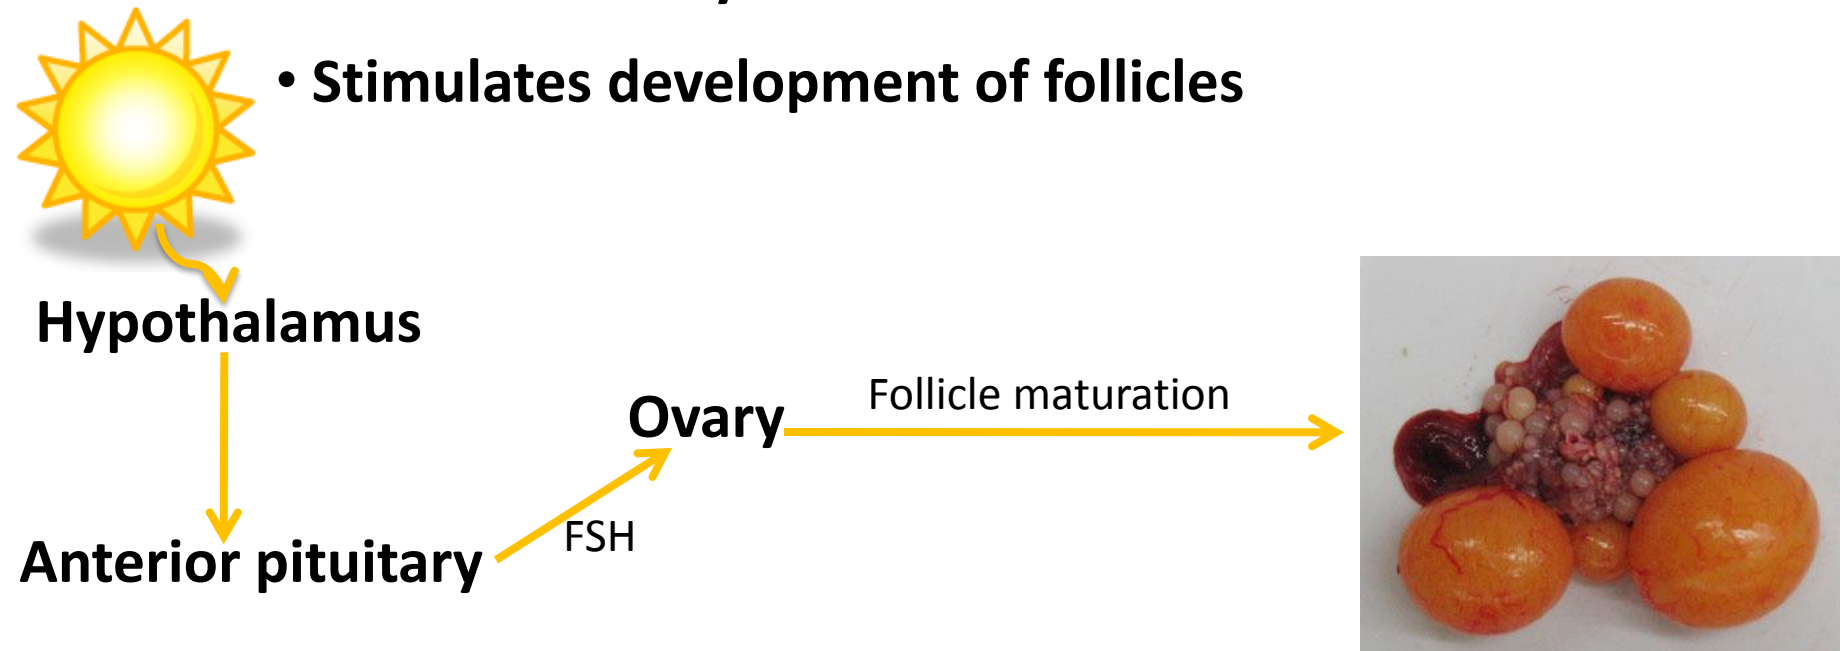 • Stimulates development of follicles
Hypothalamus
Ovary
Follicle maturation
FSH
Anterior pituitary